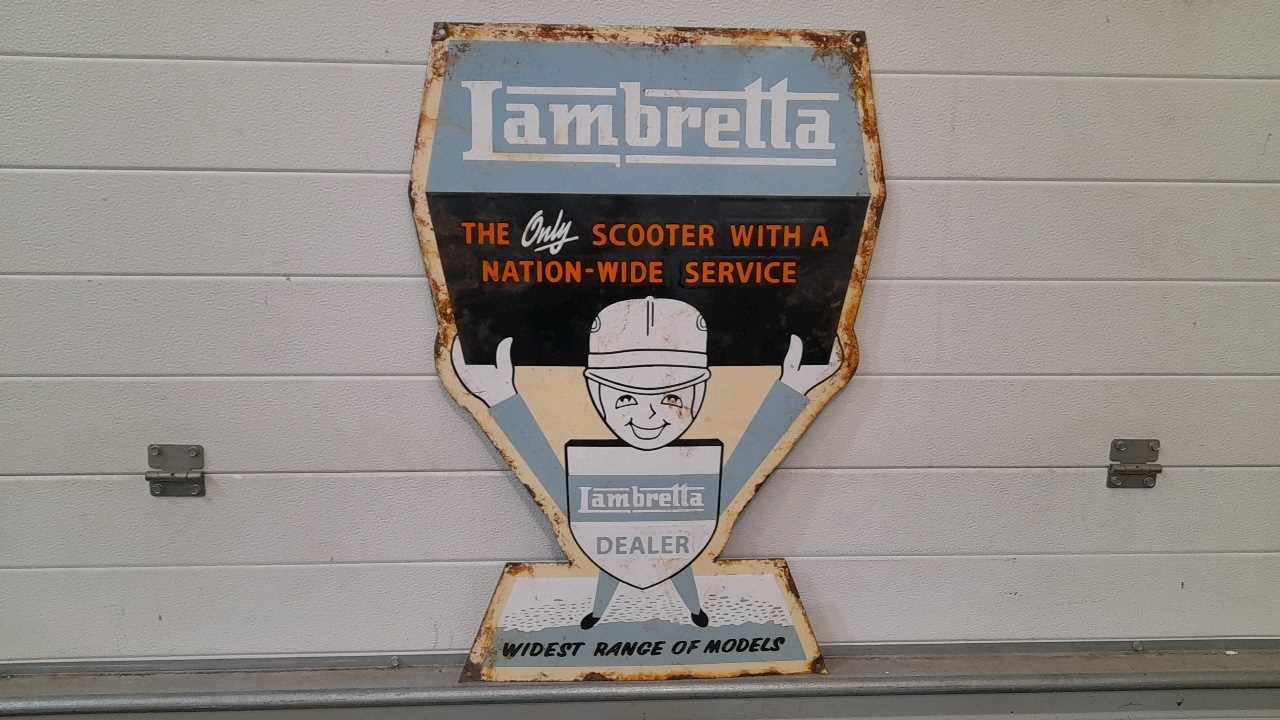 Lambretta
THE Only SCOOTER WITH A
NATION-WIDE SERVICE
Lambretta
DEALER
WIDEST RANGE OF MODELS